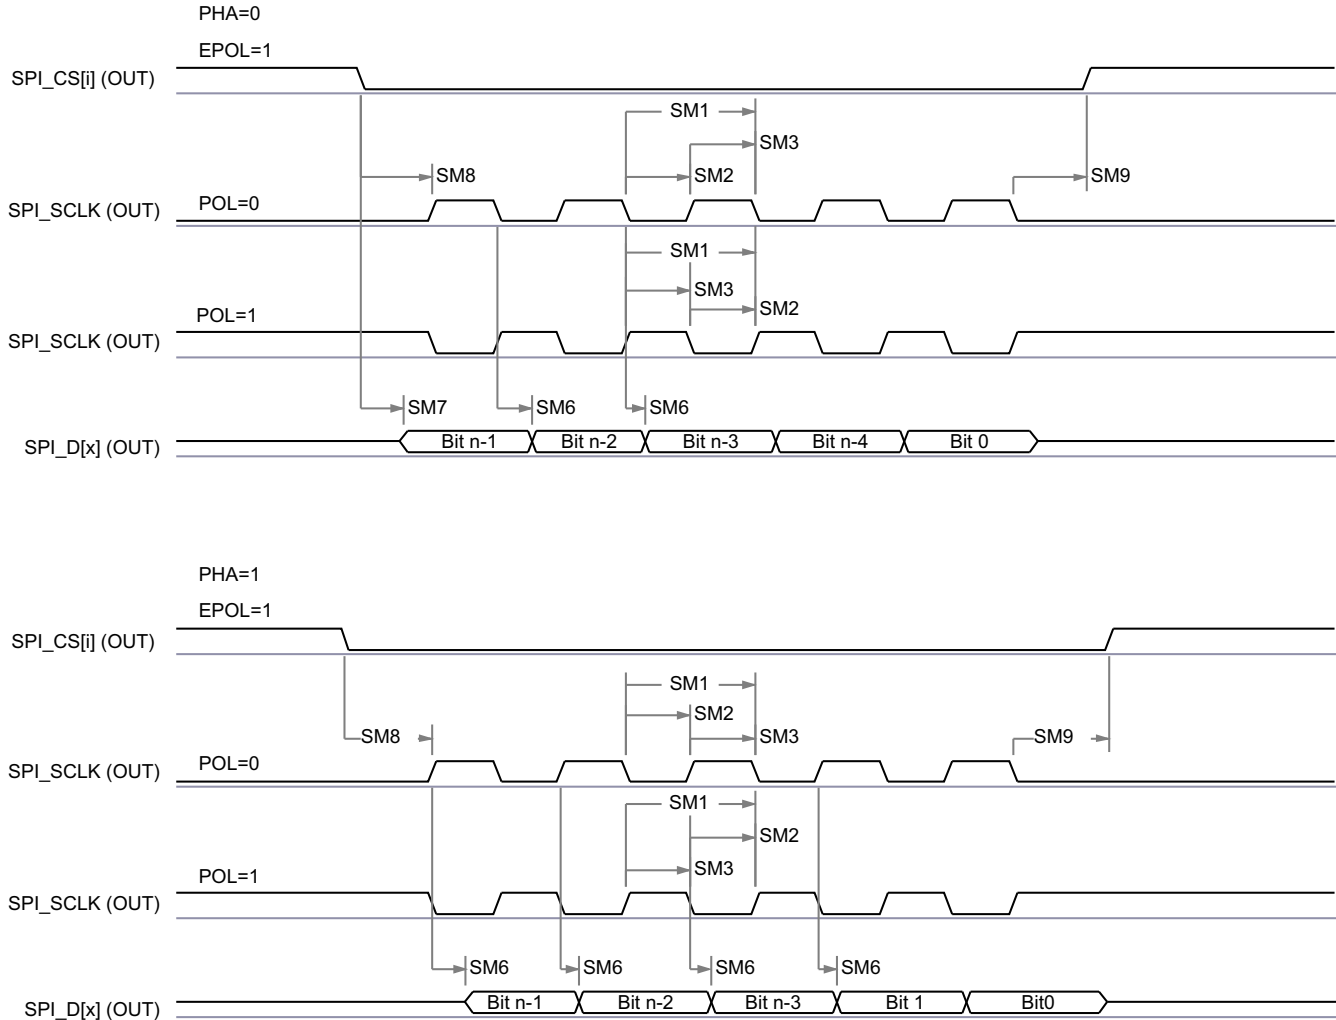 PHA=0
EPOL=1
SPI_CS[i] (OUT)
SM1
SM3
SM8
SM2
SM9
POL=0
SPI_SCLK (OUT)
SM1
SM3
SM2
POL=1
SPI_SCLK (OUT)
SM7
SM6
SM6
SPI_D[x] (OUT)
Bit n-1
Bit n-2
Bit n-3
Bit n-4
Bit 0
PHA=1
EPOL=1
SPI_CS[i] (OUT)
SM1
SM2
SM8
SM3
SM9
POL=0
SPI_SCLK (OUT)
SM1
SM2
SM3
POL=1
SPI_SCLK (OUT)
SM6
SM6
SM6
SM6
SPI_D[x] (OUT)
Bit n-1
Bit n-2
Bit n-3
Bit 1
Bit0